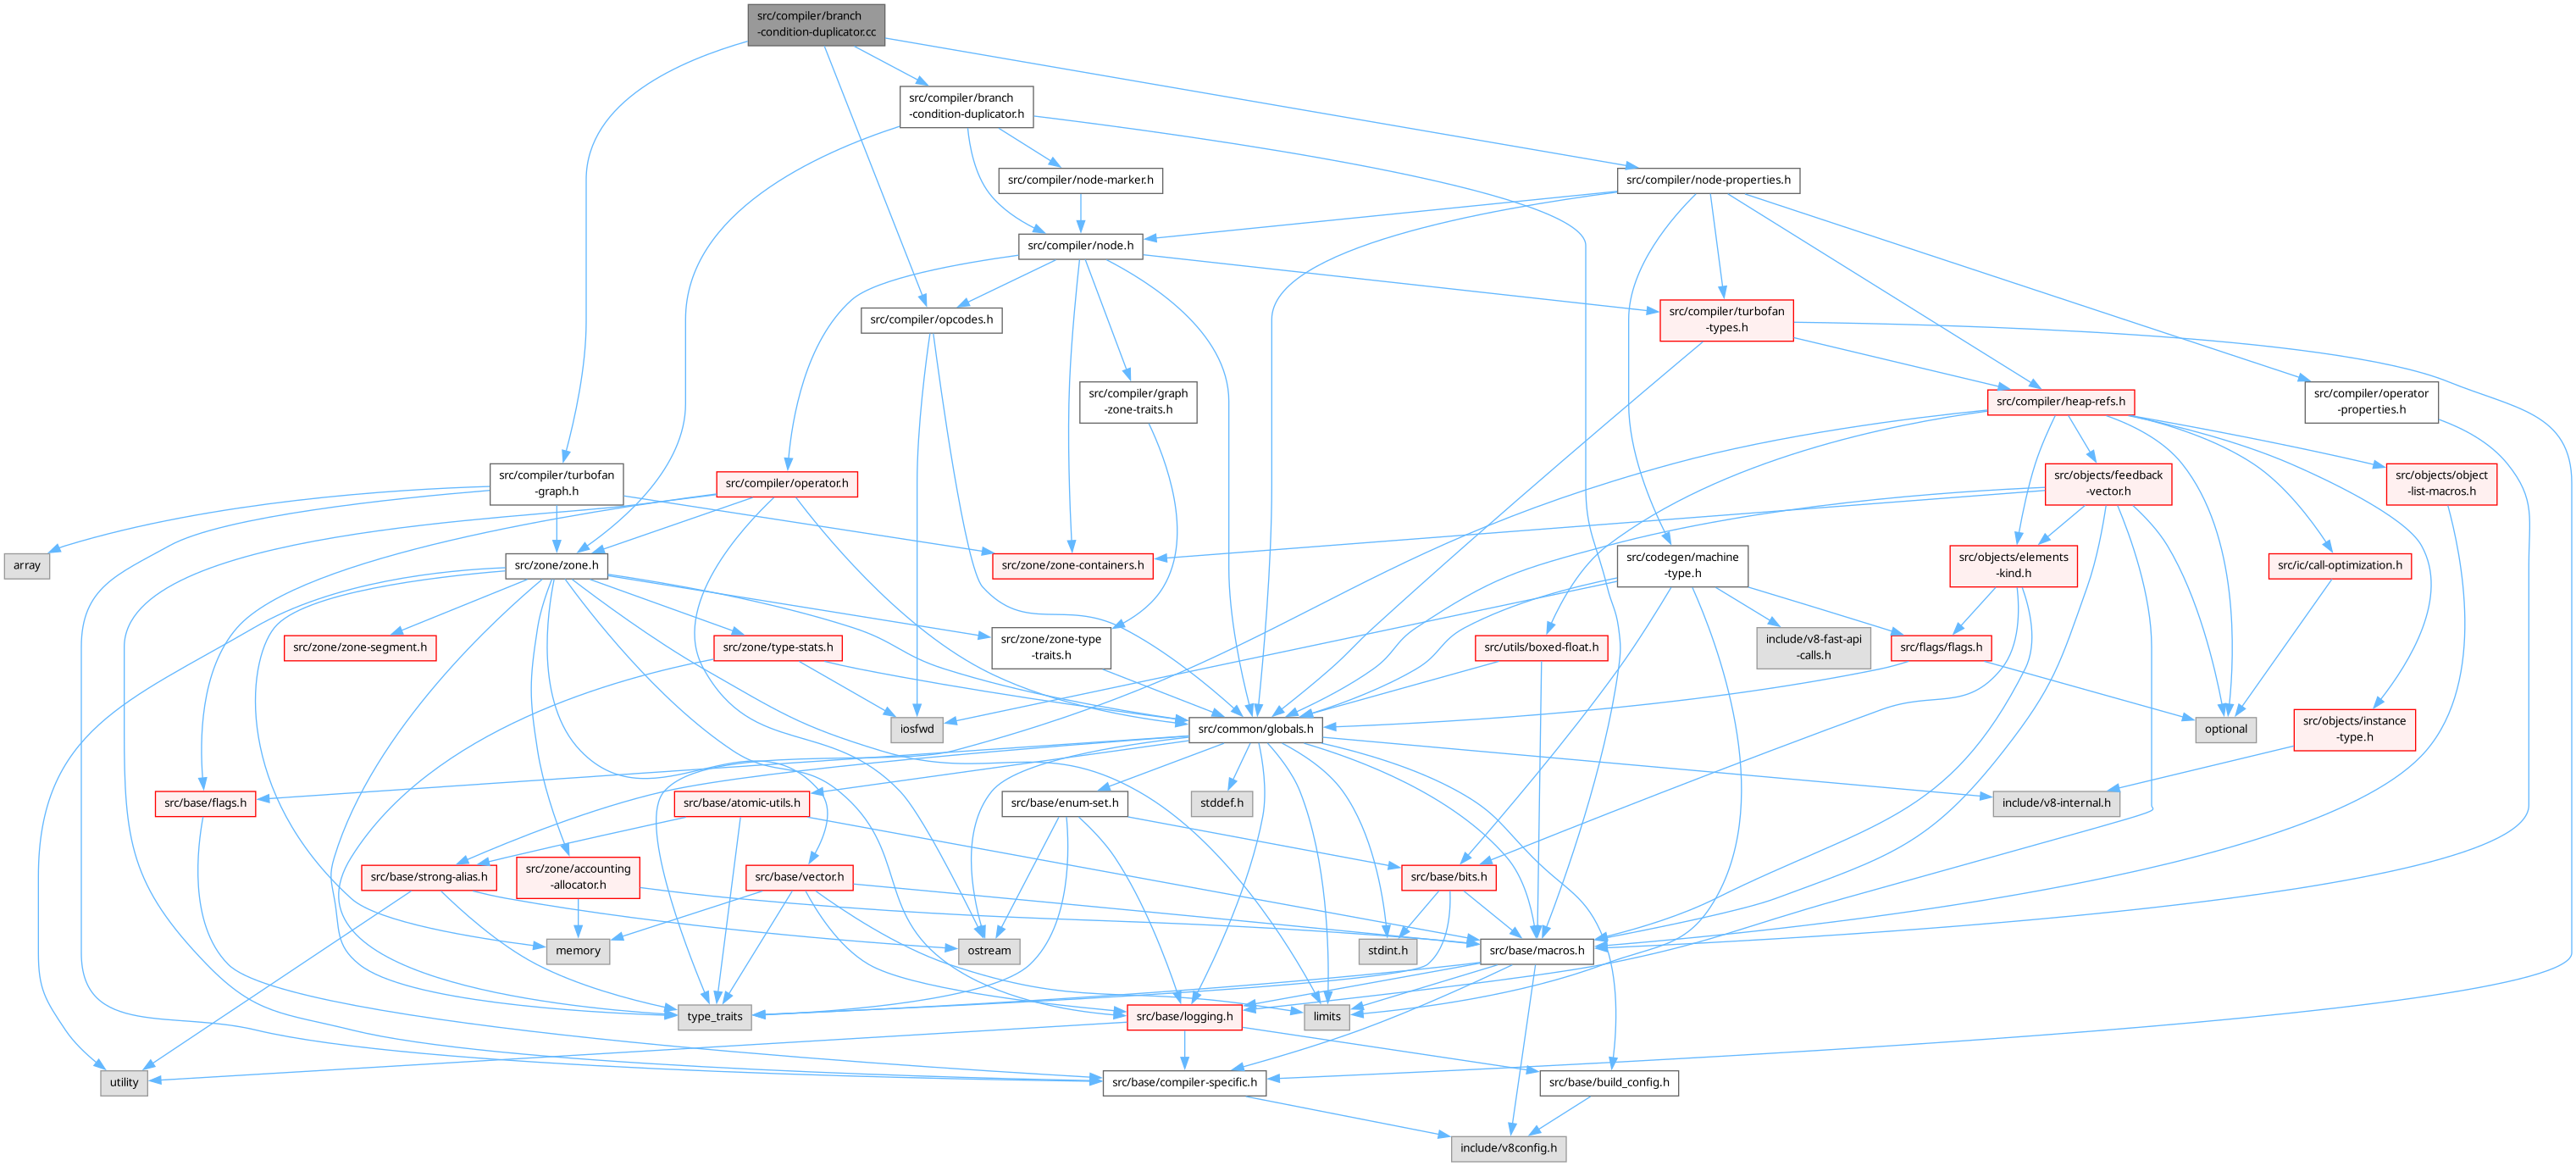 src/compiler/branch
-condition-duplicator.cc
src/compiler/branch
-condition-duplicator.h
src/compiler/node-marker.h
src/compiler/node-properties.h
src/compiler/node.h
src/compiler/opcodes.h
src/compiler/turbofan
-types.h
src/compiler/graph
-zone-traits.h
src/compiler/heap-refs.h
src/compiler/operator
-properties.h
src/compiler/turbofan
-graph.h
src/compiler/operator.h
src/objects/feedback
-vector.h
src/objects/object
-list-macros.h
array
src/zone/zone.h
src/zone/zone-containers.h
src/codegen/machine
-type.h
src/objects/elements
-kind.h
src/ic/call-optimization.h
src/zone/zone-segment.h
src/zone/type-stats.h
src/zone/zone-type
-traits.h
src/utils/boxed-float.h
include/v8-fast-api
-calls.h
src/flags/flags.h
iosfwd
src/common/globals.h
optional
src/objects/instance
-type.h
src/base/flags.h
src/base/atomic-utils.h
src/base/enum-set.h
stddef.h
include/v8-internal.h
src/base/strong-alias.h
src/zone/accounting
-allocator.h
src/base/vector.h
src/base/bits.h
memory
ostream
stdint.h
src/base/macros.h
type_traits
src/base/logging.h
limits
utility
src/base/compiler-specific.h
src/base/build_config.h
include/v8config.h